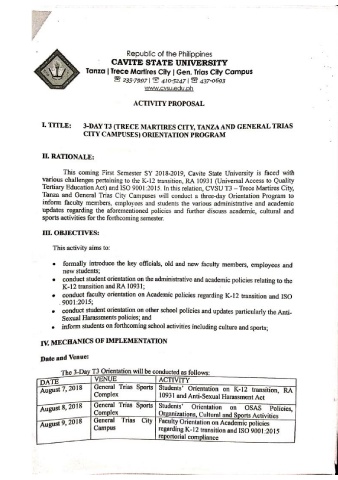 Republic of the Philippines
CAVITE STATE UNIVERSITY
Tanza | Trece Martires City | Gen. Trias City Campus
☎ 235-7997 | ☎ 410-5247 | ☎ 437-0693
www.cvsu.edu.ph
ACTIVITY PROPOSAL
I. TITLE: 3-DAY T3 (TRECE MARTIRES CITY, TANZA AND GENERAL TRIAS
CITY CAMPUSES) ORIENTATION PROGRAM
II. RATIONALE:
This coming First Semester SY 2018-2019, Cavite State University is faced with
various challenges pertaining to the K-12 transition, RA 10931 (Universal Access to Quality
Tertiary Education Act) and ISO 9001:2015. In this relation, CVSU T3 – Trece Martires City,
Tanza and General Trias City Campuses will conduct a three-day Orientation Program to
inform faculty members, employees and students the various administrative and academic
updates regarding the aforementioned policies and further discuss academic, cultural and
sports activities for the forthcoming semester.
III. OBJECTIVES:
This activity aims to:
• formally introduce the key officials, old and new faculty members, employees and
new students;
• conduct student orientation on the administrative and academic policies relating to the
K-12 transition and RA 10931;
• conduct faculty orientation on Academic policies regarding K-12 transition and ISO
9001:2015;
• conduct student orientation on other school policies and updates particularly the Anti-
Sexual Harassments policies; and
• inform students on forthcoming school activities including culture and sports;
IV. MECHANICS OF IMPLEMENTATION
Date and Venue:
The 3-Day T3 Orientation will be conducted as follows:
DATE VENUE ACTIVITY
August 7, 2018 General Trias Sports Complex Students' Orientation on K-12 transition, RA 10931 and Anti-Sexual Harassment Act
August 8, 2018 General Trias Sports Complex Students' Orientation on OSAS Policies, Organizations, Cultural and Sports Activities
August 9, 2018 General Trias City Campus Faculty Orientation on Academic policies regarding K-12 transition and ISO 9001:2015 reportorial compliance